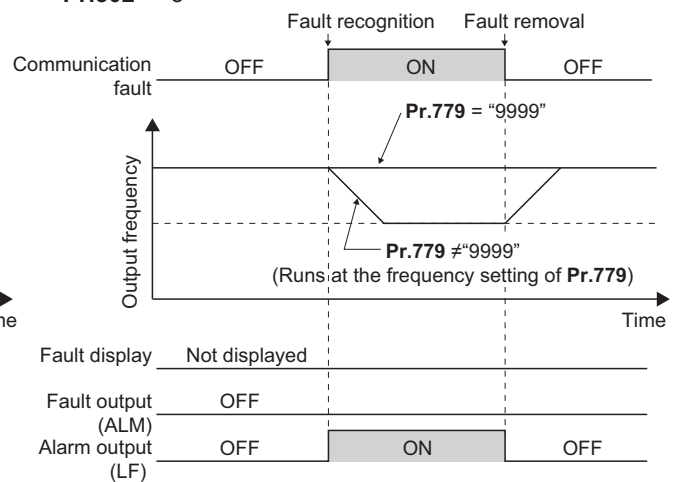 Fault recognition Fault removal
Communication fault OFF ON OFF
Pr.779 = "9999"
Output frequency
Pr.779 ≠"9999"
(Runs at the frequency setting of Pr.779)
Time
Fault display Not displayed
Fault output (ALM) OFF
Alarm output (LF) OFF ON OFF